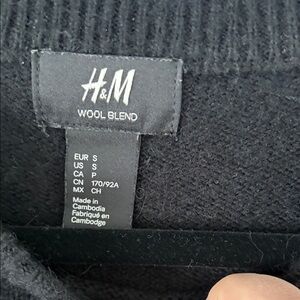 H&M
WOOL BLEND
EUR S
US S
CA P
CN 170/92A
MX CH
Made in
Cambodia
Fabriqué en
Cambodge